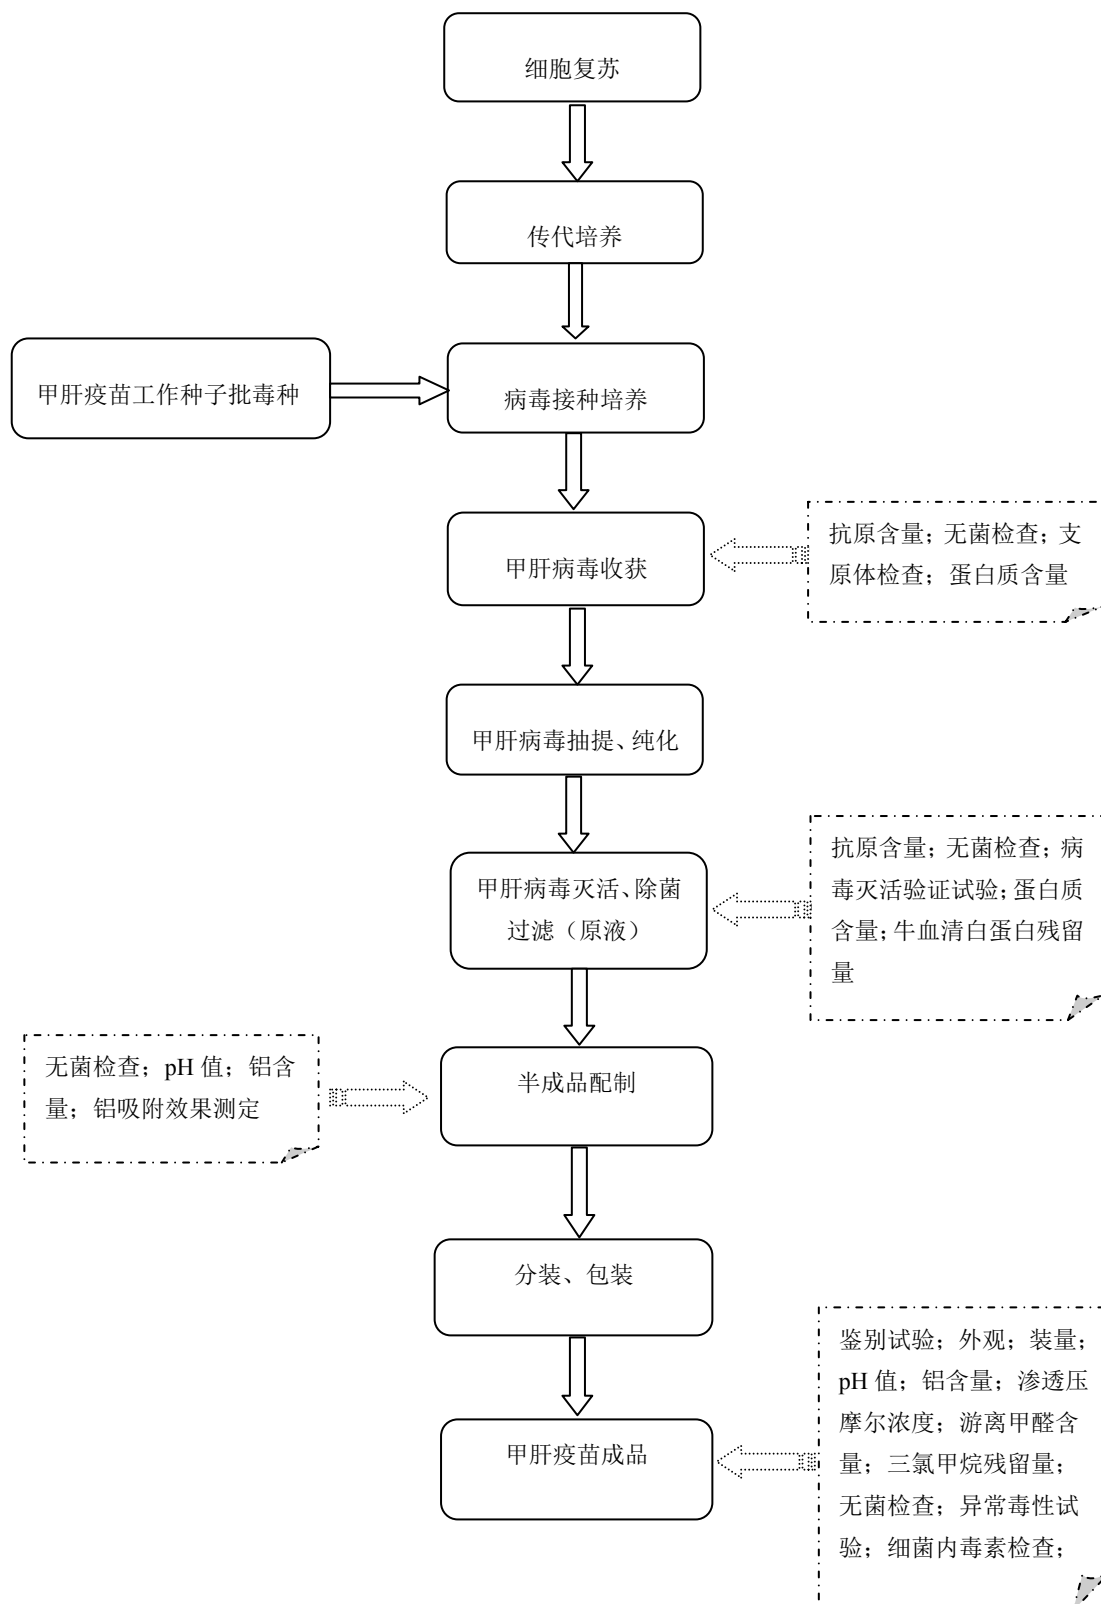 细胞复苏
传代培养
甲肝疫苗工作种子批毒种
病毒接种培养
甲肝病毒收获
抗原含量；无菌检查；支
原体检查；蛋白质含量
甲肝病毒抽提、纯化
甲肝病毒灭活、除菌
过滤（原液）
抗原含量；无菌检查；病
毒灭活验证试验；蛋白质
含量；牛血清白蛋白残留
量
无菌检查；pH 值；铝含
量；铝吸附效果测定
半成品配制
分装、包装
甲肝疫苗成品
鉴别试验；外观；装量；
pH 值；铝含量；渗透压
摩尔浓度；游离甲醛含
量；三氯甲烷残留量；
无菌检查；异常毒性试
验；细菌内毒素检查；